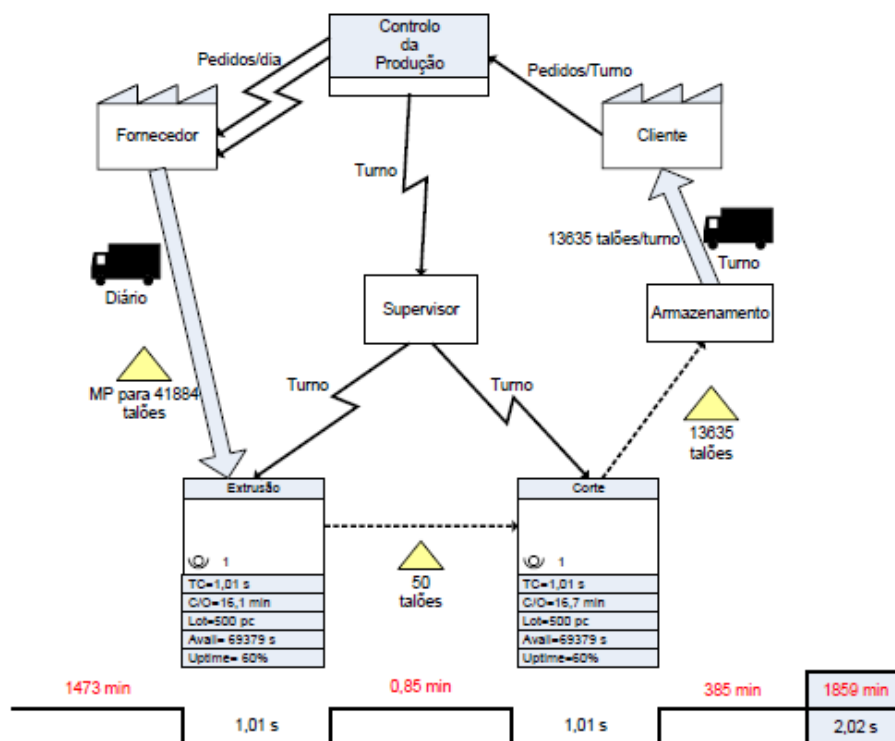 Controlo
da
Produção
Pedidos/dia
Pedidos/Turno
Fornecedor
Cliente
Turno
13635 talões/turno
Turno
Diário
Supervisor
Armazenamento
MP para 41884
talões
Turno
Turno
13635
talões
Extrusão
Corte
1
1
50
talões
TC=1,01 s
C/O=16,1 min
Lot=500 pc
Avail= 69379 s
Uptime= 60%
TC=1,01 s
C/O=16,7 min
Lot=500 pc
Avail=69379 s
Uptime=60%
1473 min
0,85 min
385 min
1859 min
1,01 s
1,01 s
2,02 s